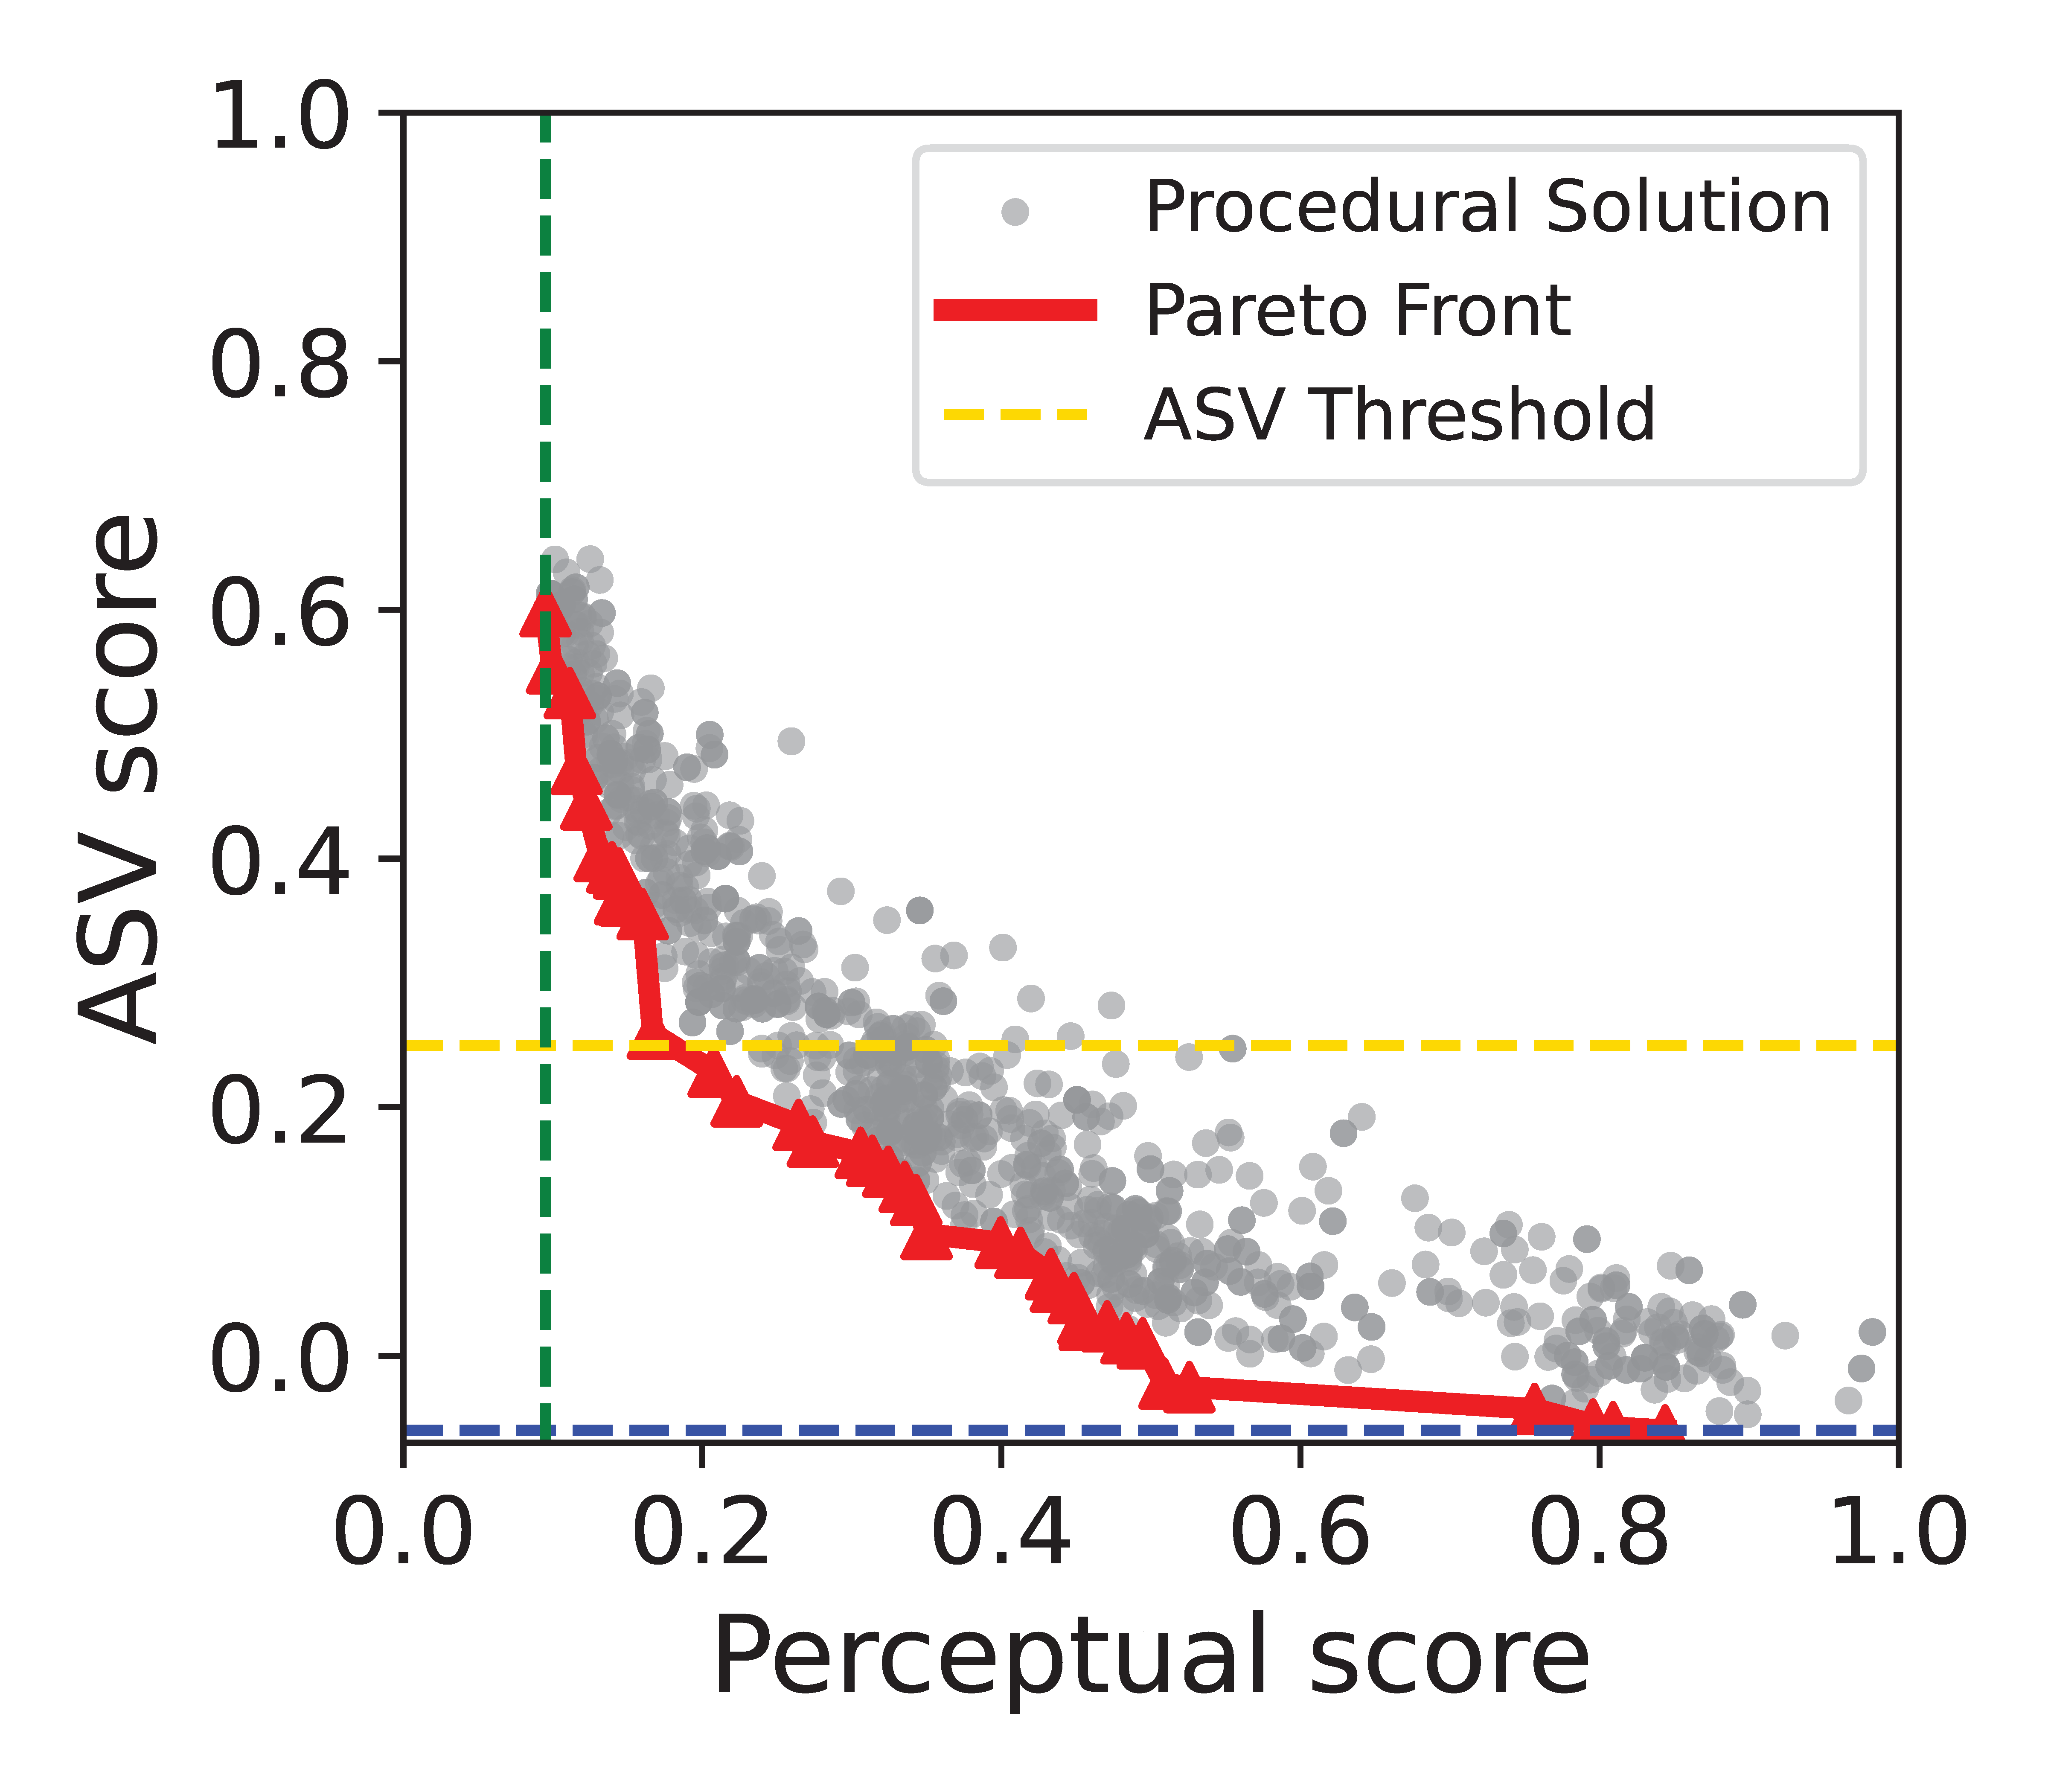 1.0
0.8
0.6
0.4
0.2
0.0
ASV score
Procedural Solution
Pareto Front
ASV Threshold
0.0 0.2 0.4 0.6 0.8 1.0
Perceptual score